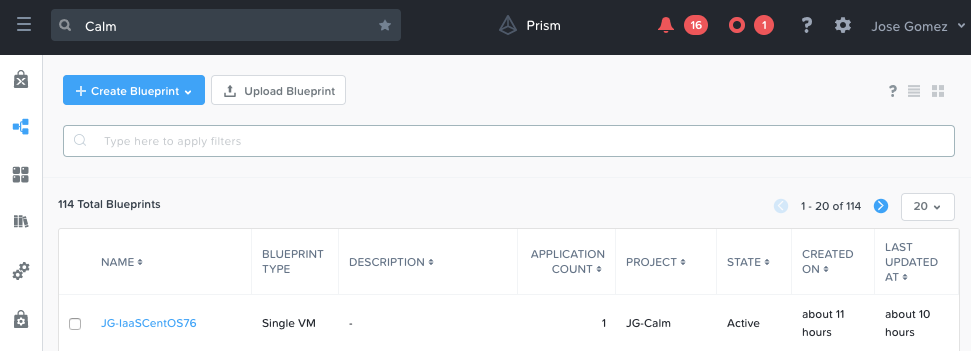 Calm
Prism
16
1
?
Jose Gomez
+ Create Blueprint
Upload Blueprint
?
Type here to apply filters
114 Total Blueprints
1 - 20 of 114
20
NAME
BLUEPRINT TYPE
DESCRIPTION
APPLICATION COUNT
PROJECT
STATE
CREATED ON
LAST UPDATED AT
JG-IaaSCentOS76
Single VM
-
1
JG-Calm
Active
about 11 hours
about 10 hours